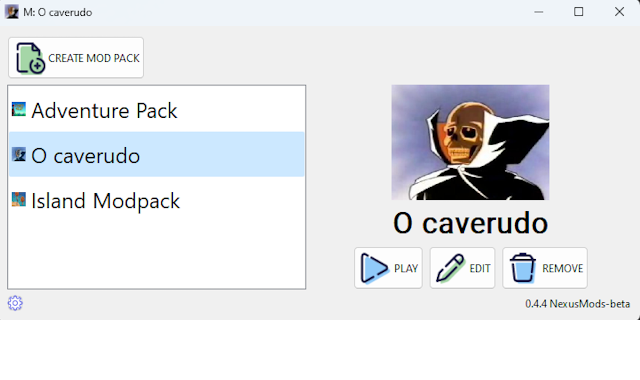 M: O caverudo
CREATE MOD PACK
Adventure Pack
O caverudo
Island Modpack
O caverudo
PLAY
EDIT
REMOVE
0.4.4 NexusMods-beta